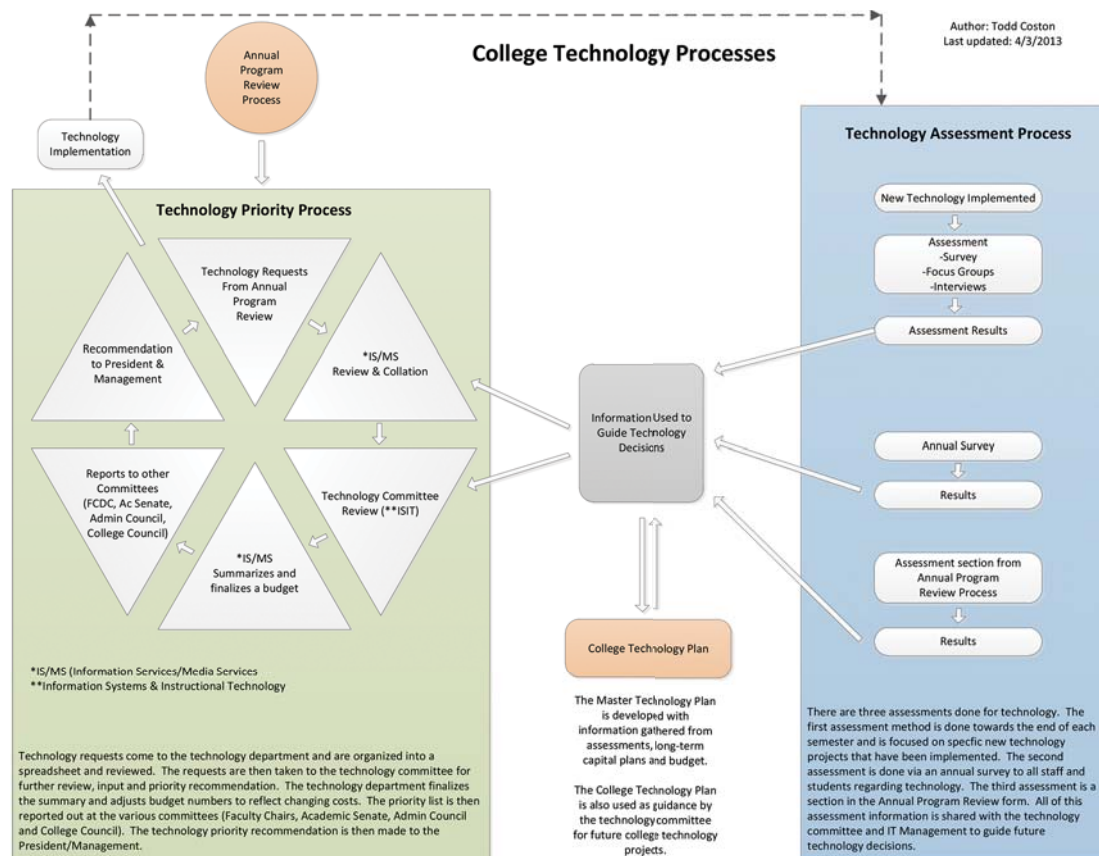 College Technology Processes
Author: Todd Coston
Last updated: 4/3/2013
Annual
Program
Review
Process
Technology
Implementation
Technology Priority Process
Technology Requests
From Annual
Program
Review
*IS/MS
Review & Collation
Technology Committee
Review (**ISIT)
*IS/MS
Summarizes and
finalizes a budget
Reports to other
Committees
(FCDC, Ac Senate,
Admin Council,
College Council)
Recommendation
to President &
Management
*IS/MS (Information Services/Media Services
**Information Systems & Instructional Technology
Technology requests come to the technology department and are organized into a
spreadsheet and reviewed.  The requests are then taken to the technology committee for
further review, input and priority recommendation.  The technology department finalizes
the summary and adjusts budget numbers to reflect changing costs.  The priority list is then
reported out at the various committees (Faculty Chairs, Academic Senate, Admin Council
and College Council).  The technology priority recommendation is then made to the
President/Management.
Information Used to
Guide Technology
Decisions
College Technology Plan
The Master Technology Plan
is developed with
information gathered from
assessments, long-term
capital plans and budget.
The College Technology Plan
is also used as guidance by
the technology committee
for future college technology
projects.
Technology Assessment Process
New Technology Implemented
Assessment
-Survey
-Focus Groups
-Interviews
Assessment Results
Annual Survey
Results
Assessment section from
Annual Program
Review Process
Results
There are three assessments done for technology.  The
first assessment method is done towards the end of each
semester and is focused on specfic new technology
projects that have been implemented.  The second
assessment is done via an annual survey to all staff and
students regarding technology.  The third assessment is a
section in the Annual Program Review form.  All of this
assessment information is shared with the technology
committee and IT Management to guide future
technology decisions.